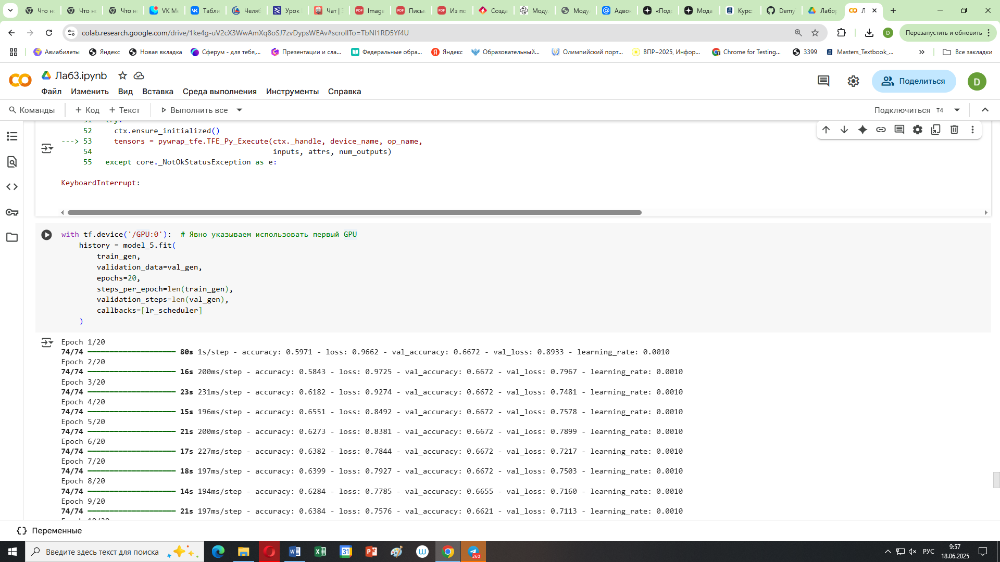 Что н
Что н
Что н
VK Ме
Табли
Челяб
Урок
Чат |
Image
Письм
Из по
Созда
Моду
Моду
Адвок
«Подс
Мода
Курс:
Demy
Лабор
Л
colab.research.google.com/drive/1ke4g-uV2cX3WwAmXq8oSJ7zvDypsWEAv#scrollTo=TbNI1RD5Yf4U
D
Перезапустить и обновить
Авиабилеты
Яндекс
Новая вкладка
Сферум - для тебя,...
Презентации и сла...
Федеральные обра...
Яндекс
Образовательный...
Олимпийский порт...
ВПР–2025, Инфор...
Chrome for Testing...
3399
Masters_Textbook_...
»
Все закладки
Лаб3.ipynb
Файл Изменить Вид Вставка Среда выполнения Инструменты Справка
Поделиться
D
Команды + Код + Текст Выполнить все
Подключиться T4
51 try:
52 ctx.ensure_initialized()
---> 53 tensors = pywrap_tfe.TFE_Py_Execute(ctx._handle, device_name, op_name,
54 inputs, attrs, num_outputs)
55 except core._NotOkStatusException as e:
KeyboardInterrupt:
with tf.device('/GPU:0'): # Явно указываем использовать первый GPU
history = model_5.fit(
train_gen,
validation_data=val_gen,
epochs=20,
steps_per_epoch=len(train_gen),
validation_steps=len(val_gen),
callbacks=[lr_scheduler]
)
Epoch 1/20
74/74 ━━━━━━━━━━━━━━━━━━━━ 80s 1s/step - accuracy: 0.5971 - loss: 0.9662 - val_accuracy: 0.6672 - val_loss: 0.8933 - learning_rate: 0.0010
Epoch 2/20
74/74 ━━━━━━━━━━━━━━━━━━━━ 16s 200ms/step - accuracy: 0.5843 - loss: 0.9725 - val_accuracy: 0.6672 - val_loss: 0.7967 - learning_rate: 0.0010
Epoch 3/20
74/74 ━━━━━━━━━━━━━━━━━━━━ 23s 231ms/step - accuracy: 0.6182 - loss: 0.9274 - val_accuracy: 0.6672 - val_loss: 0.7481 - learning_rate: 0.0010
Epoch 4/20
74/74 ━━━━━━━━━━━━━━━━━━━━ 15s 196ms/step - accuracy: 0.6551 - loss: 0.8492 - val_accuracy: 0.6672 - val_loss: 0.7578 - learning_rate: 0.0010
Epoch 5/20
74/74 ━━━━━━━━━━━━━━━━━━━━ 21s 200ms/step - accuracy: 0.6273 - loss: 0.8381 - val_accuracy: 0.6672 - val_loss: 0.7899 - learning_rate: 0.0010
Epoch 6/20
74/74 ━━━━━━━━━━━━━━━━━━━━ 17s 227ms/step - accuracy: 0.6382 - loss: 0.7844 - val_accuracy: 0.6672 - val_loss: 0.7217 - learning_rate: 0.0010
Epoch 7/20
74/74 ━━━━━━━━━━━━━━━━━━━━ 18s 197ms/step - accuracy: 0.6399 - loss: 0.7927 - val_accuracy: 0.6672 - val_loss: 0.7503 - learning_rate: 0.0010
Epoch 8/20
74/74 ━━━━━━━━━━━━━━━━━━━━ 14s 194ms/step - accuracy: 0.6284 - loss: 0.7785 - val_accuracy: 0.6655 - val_loss: 0.7160 - learning_rate: 0.0010
Epoch 9/20
74/74 ━━━━━━━━━━━━━━━━━━━━ 21s 197ms/step - accuracy: 0.6384 - loss: 0.7576 - val_accuracy: 0.6621 - val_loss: 0.7113 - learning_rate: 0.0010
Epoch 10/20
Переменные
Введите здесь текст для поиска
31
260
РУС
9:57
18.06.2025